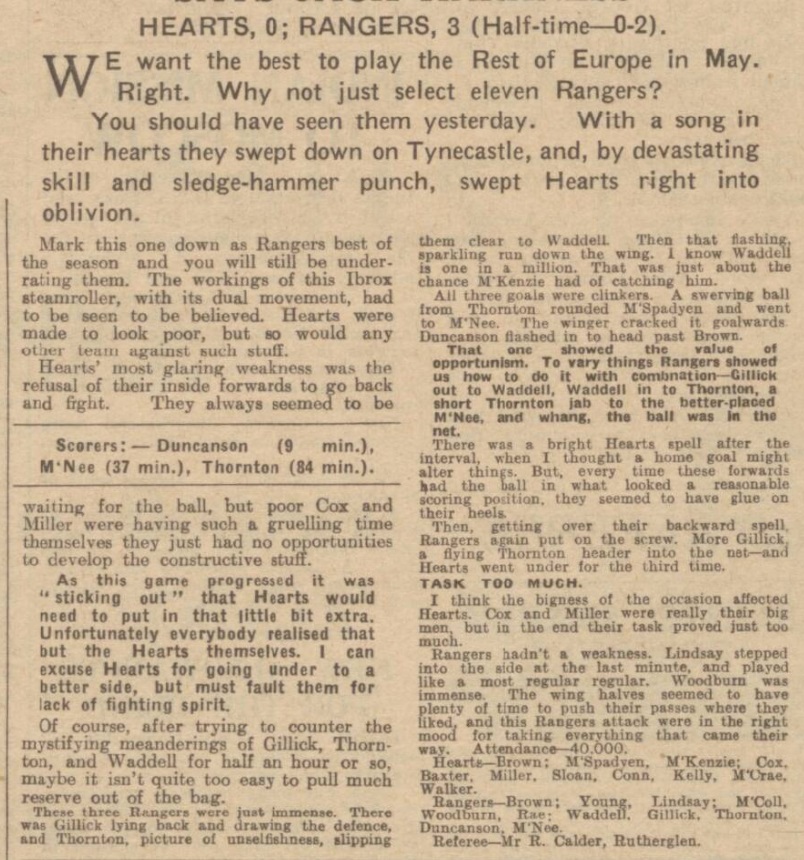 HEARTS, 0; RANGERS, 3 (Half-time—0-2).
WE want the best to play the Rest of Europe in May.
Right. Why not just select eleven Rangers?
You should have seen them yesterday. With a song in
their hearts they swept down on Tynecastle, and, by devastating
skill and sledge-hammer punch, swept Hearts right into
oblivion.
Mark this one down as Rangers best of
the season and you will still be under-
rating them. The workings of this Ibrox
steamroller, with its dual movement, had
to be seen to be believed. Hearts were
made to look poor, but so would any
other team against such stuff.
Hearts' most glaring weakness was the
refusal of their inside forwards to go back
and fight. They always seemed to be
Scorers:— Duncanson (9 min.),
M'Nee (37 min.), Thornton (84 min.).
waiting for the ball, but poor Cox and
Miller were having such a gruelling time
themselves they just had no opportunities
to develop the constructive stuff.
As this game progressed it was
"sticking out" that Hearts would
need to put in that little bit extra.
Unfortunately everybody realised that
but the Hearts themselves. I can
excuse Hearts for going under to a
better side, but must fault them for
lack of fighting spirit.
Of course, after trying to counter the
mystifying meanderings of Gillick, Thorn-
ton, and Waddell for half an hour or so,
maybe it isn't quite too easy to pull much
reserve out of the bag.
These three Rangers were just immense. There
was Gillick lying back and drawing the defence,
and Thornton, picture of unselfishness, slipping
them clear to Waddell. Then that flashing,
sparkling run down the wing. I know Waddell
is one in a million. That was just about the
chance M'Kenzie had of catching him.
All three goals were clinkers. A swerving ball
from Thornton rounded M'Spadyen and went
to M'Nee. The winger cracked it goalwards.
Duncanson flashed in to head past Brown.
That one showed the value of
opportunism. To vary things Rangers showed
us how to do it with combnation—Gillick
out to Waddell, Waddell in to Thornton, a
short Thornton jab to the better-placed
M'Nee, and whang, the ball was in the
net.
There was a bright Hearts spell after the
interval, when I thought a home goal might
alter things. But, every time these forwards
had the ball in what looked a reasonable
scoring position, they seemed to have glue on
their heels.
Then, getting over their backward spell,
Rangers again put on the screw. More Gillick,
a flying Thornton header into the net—and
Hearts went under for the third time.
TASK TOO MUCH.
I think the bigness of the occasion affected
Hearts. Cox and Miller were really their big
men, but in the end their task proved just too
much.
Rangers hadn't a weakness. Lindsay stepped
into the side at the last minute, and played
like a most regular regular. Woodburn was
immense. The wing halves seemed to have
plenty of time to push their passes where they
liked, and this Rangers attack were in the right
mood for taking everything that came their
way. Attendance—40,000.
Hearts—Brown; M'Spadyen, M'Kenzie; Cox,
Baxter, Miller, Sloan, Conn, Kelly, M'Crae,
Walker.
Rangers—Brown; Young, Lindsay; M'Coll,
Woodburn, Rae; Waddell, Gillick, Thornton,
Duncanson, M'Nee.
Referee—Mr R. Calder, Rutherglen.